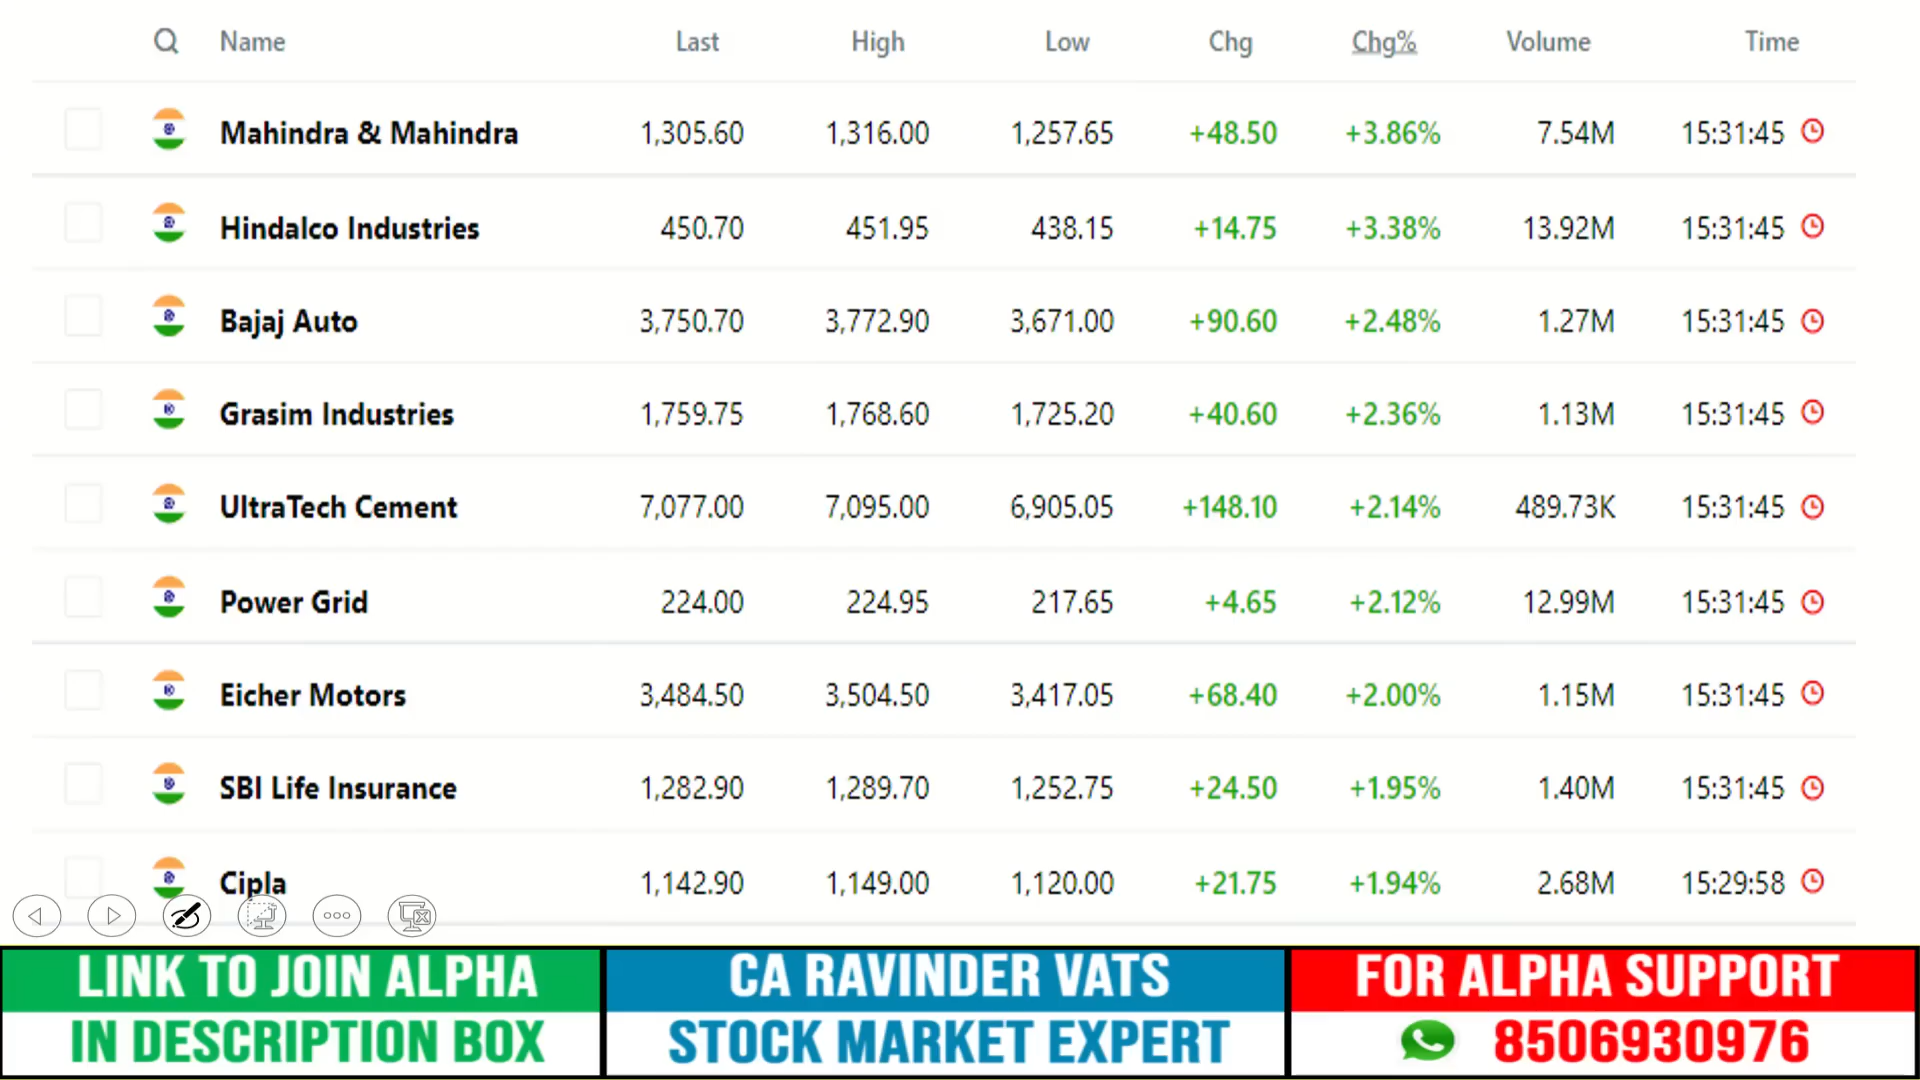 Name Last High Low Chg Chg% Volume Time
Mahindra & Mahindra 1,305.60 1,316.00 1,257.65 +48.50 +3.86% 7.54M 15:31:45
Hindalco Industries 450.70 451.95 438.15 +14.75 +3.38% 13.92M 15:31:45
Bajaj Auto 3,750.70 3,772.90 3,671.00 +90.60 +2.48% 1.27M 15:31:45
Grasim Industries 1,759.75 1,768.60 1,725.20 +40.60 +2.36% 1.13M 15:31:45
UltraTech Cement 7,077.00 7,095.00 6,905.05 +148.10 +2.14% 489.73K 15:31:45
Power Grid 224.00 224.95 217.65 +4.65 +2.12% 12.99M 15:31:45
Eicher Motors 3,484.50 3,504.50 3,417.05 +68.40 +2.00% 1.15M 15:31:45
SBI Life Insurance 1,282.90 1,289.70 1,252.75 +24.50 +1.95% 1.40M 15:31:45
Cipla 1,142.90 1,149.00 1,120.00 +21.75 +1.94% 2.68M 15:29:58
LINK TO JOIN ALPHA
IN DESCRIPTION BOX
CA RAVINDER VATS
STOCK MARKET EXPERT
FOR ALPHA SUPPORT
8506930976